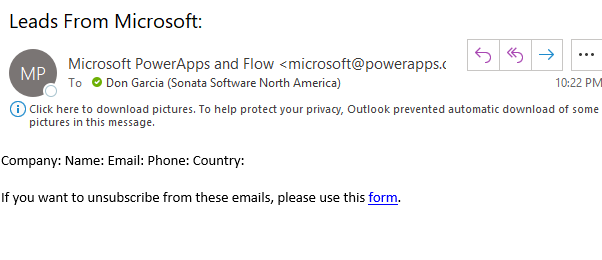 Leads From Microsoft:
MP
Microsoft PowerApps and Flow <microsoft@powerapps.c
To Don Garcia (Sonata Software North America)
10:22 PM
Click here to download pictures. To help protect your privacy, Outlook prevented automatic download of some
pictures in this message.
Company: Name: Email: Phone: Country:
If you want to unsubscribe from these emails, please use this form.